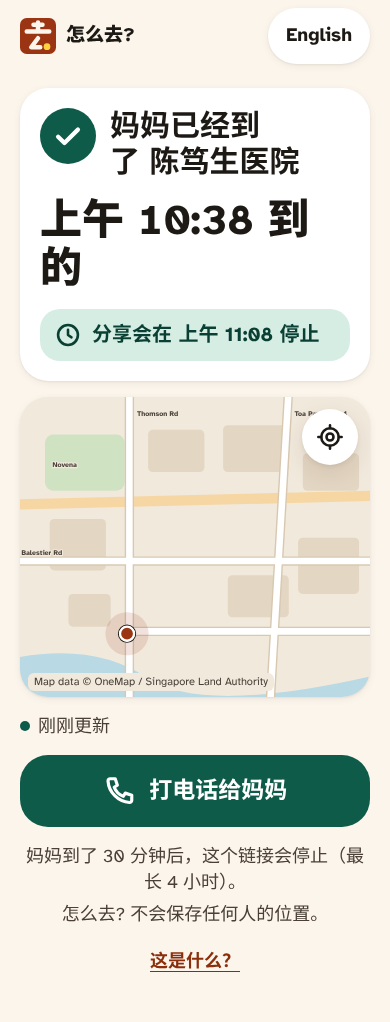 去
怎么去?
English
妈妈已经到
了 陈笃生医院
上午 10:38 到
的
分享会在 上午 11:08 停止
Thomson Rd
Novena
Balestier Rd
Map data © OneMap / Singapore Land Authority
刚刚更新
打电话给妈妈
妈妈到了 30 分钟后，这个链接会停止（最
长 4 小时）。
怎么去? 不会保存任何人的位置。
这是什么？